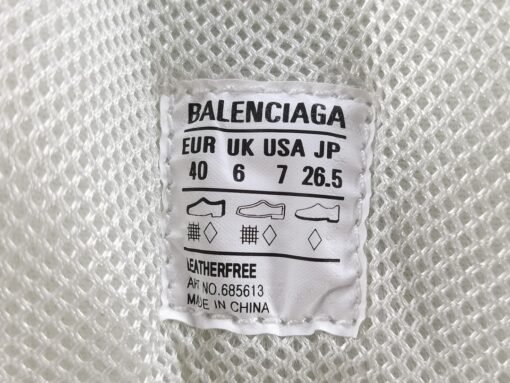 BALENCIAGA
EUR UK USA JP
40 6 7 26.5
LEATHERFREE
ART NO.685613
MADE IN CHINA